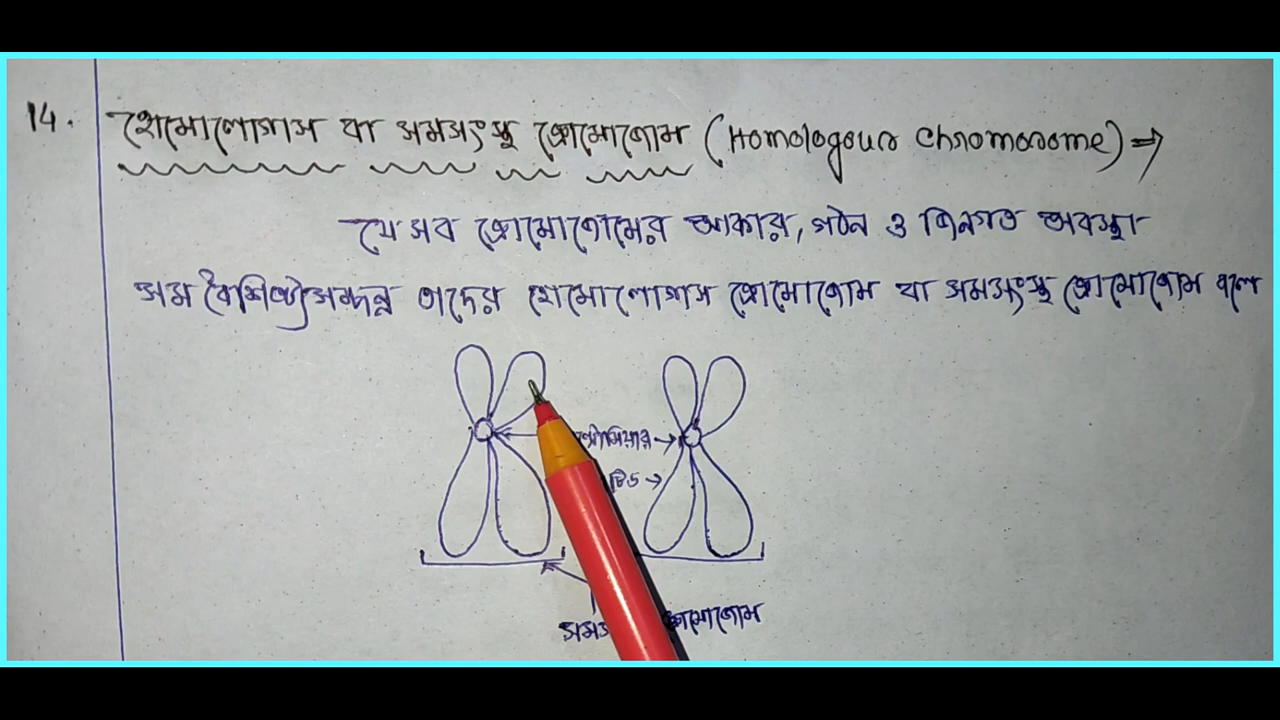 14. হোমোলোগাস বা সমসংস্থ ক্রোমোজোম (Homologous Chromosome) ⇒
যে সব ক্রোমোজোমের আকার, গঠন ও জিনগত অবস্থা
সম বৈশিষ্ট্যসম্পন্ন তাদের হোমোলোগাস ক্রোমোজোম বা সমসংস্থ ক্রোমোজোম বলে